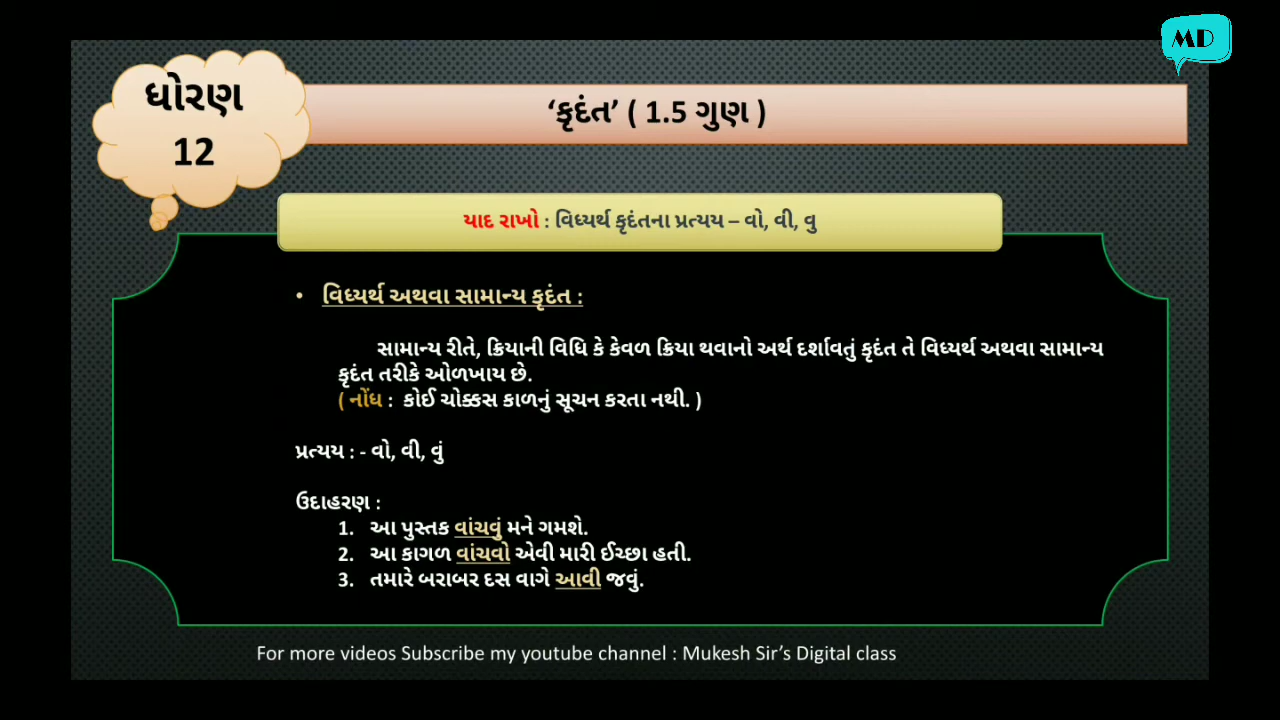 MD
ધોરણ
12
‘કૃદંત’ ( 1.5 ગુણ )
યાદ રાખો : વિધ્યર્થ કૃદંતના પ્રત્યય – વો, વી, વુ
• વિધ્યર્થ અથવા સામાન્ય કૃદંત :
સામાન્ય રીતે, ક્રિયાની વિધિ કે કેવળ ક્રિયા થવાનો અર્થ દર્શાવતું કૃદંત તે વિધ્યર્થ અથવા સામાન્ય
કૃદંત તરીકે ઓળખાય છે.
( નોંધ : કોઈ ચોક્કસ કાળનું સૂચન કરતા નથી. )
પ્રત્યય : - વો, વી, વું
ઉદાહરણ :
1. આ પુસ્તક વાંચવું મને ગમશે.
2. આ કાગળ વાંચવો એવી મારી ઈચ્છા હતી.
3. તમારે બરાબર દસ વાગે આવી જવું.
For more videos Subscribe my youtube channel : Mukesh Sir’s Digital class